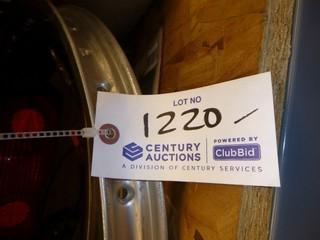 LOT NO
1220 –
CENTURY AUCTIONS
POWERED BY
ClubBid
A DIVISION OF CENTURY SERVICES